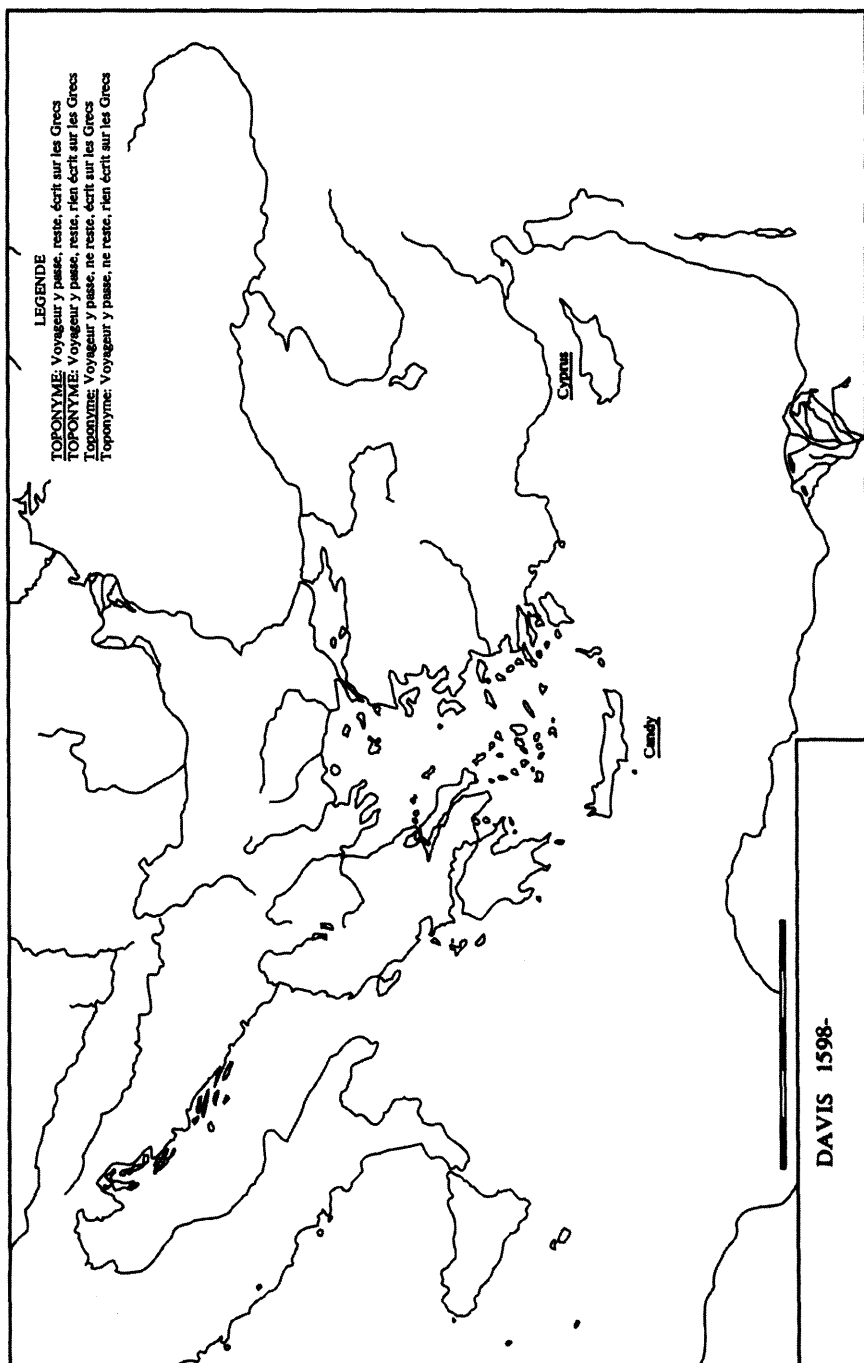 LEGENDE
TOPONYME: Voyageur y passe, reste, écrit sur les Grecs
TOPONYME: Voyageur y passe, reste, rien écrit sur les Grecs
Toponyme: Voyageur y passe, ne reste, écrit sur les Grecs
Toponyme: Voyageur y passe, ne reste, rien écrit sur les Grecs
Cyprus
Candy
DAVIS 1598-